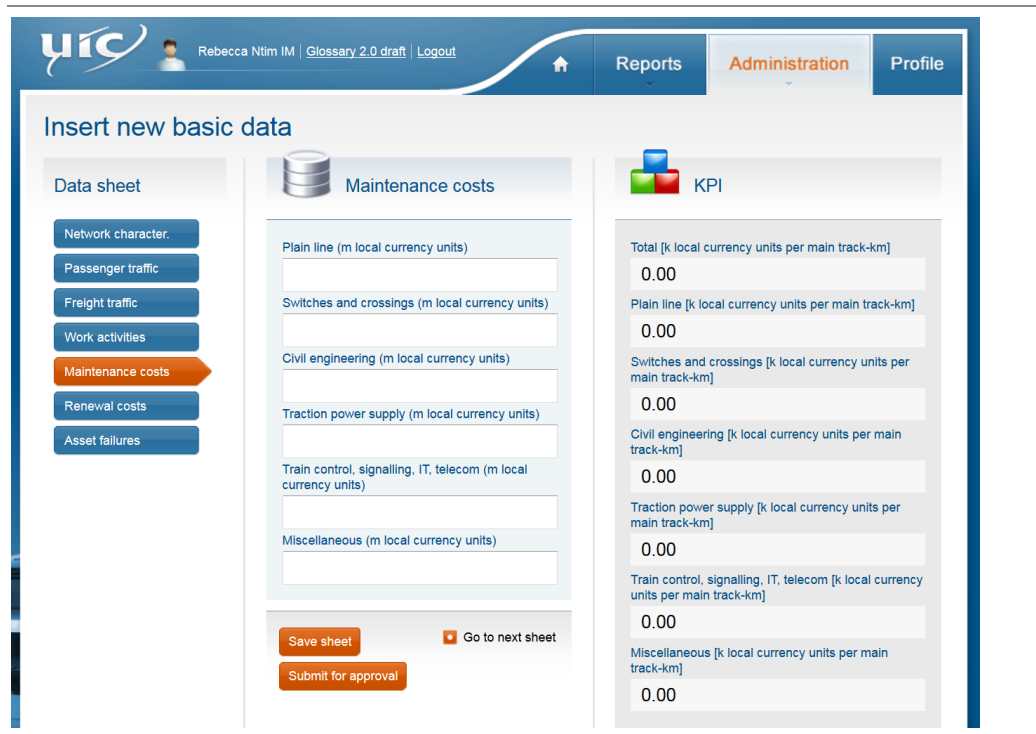 uic
Rebecca Ntim IM | Glossary 2.0 draft | Logout
Reports
Administration
Profile
Insert new basic data
Data sheet
Network character.
Passenger traffic
Freight traffic
Work activities
Maintenance costs
Renewal costs
Asset failures
Maintenance costs
Plain line (m local currency units)
Switches and crossings (m local currency units)
Civil engineering (m local currency units)
Traction power supply (m local currency units)
Train control, signalling, IT, telecom (m local
currency units)
Miscellaneous (m local currency units)
Save sheet
Go to next sheet
Submit for approval
KPI
Total [k local currency units per main track-km]
0.00
Plain line [k local currency units per main track-km]
0.00
Switches and crossings [k local currency units per
main track-km]
0.00
Civil engineering [k local currency units per main
track-km]
0.00
Traction power supply [k local currency units per
main track-km]
0.00
Train control, signalling, IT, telecom [k local currency
units per main track-km]
0.00
Miscellaneous [k local currency units per main
track-km]
0.00